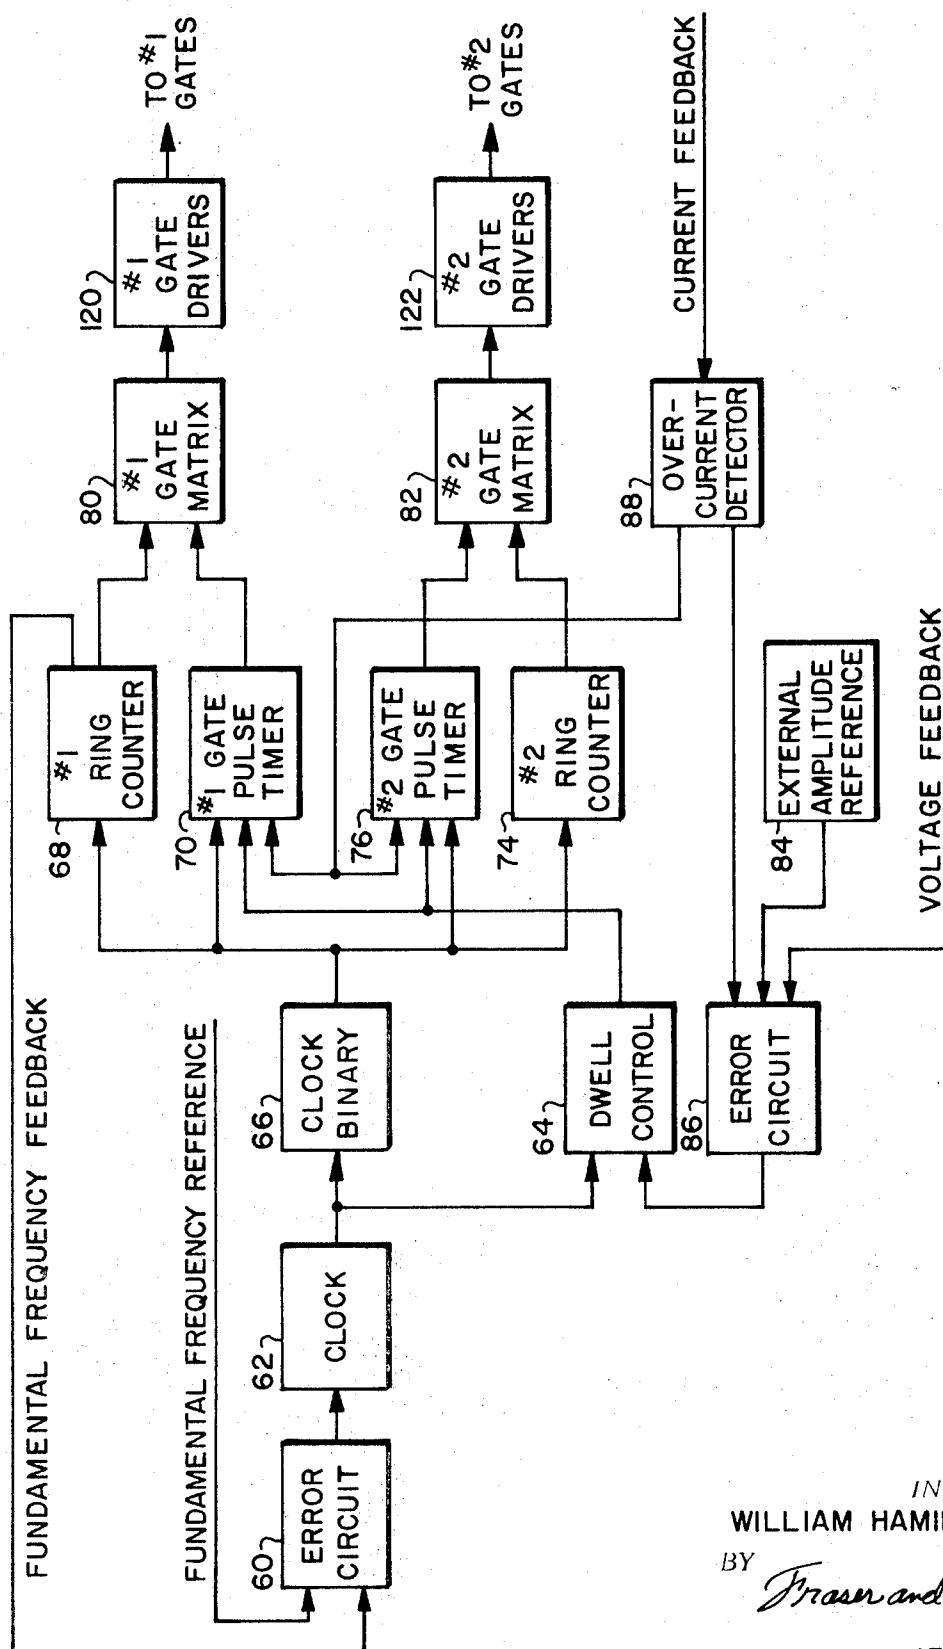 FUNDAMENTAL FREQUENCY FEEDBACK
FUNDAMENTAL FREQUENCY REFERENCE
60
ERROR
CIRCUIT
62
CLOCK
66
CLOCK
BINARY
64
DWELL
CONTROL
86
ERROR
CIRCUIT
68
#1
RING
COUNTER
70
#1 GATE
PULSE
TIMER
76
#2 GATE
PULSE
TIMER
74
#2
RING
COUNTER
84
EXTERNAL
AMPLITUDE
REFERENCE
VOLTAGE FEEDBACK
80
#1
GATE
MATRIX
82
#2
GATE
MATRIX
88
OVER-
CURRENT
DETECTOR
CURRENT FEEDBACK
120
#1
GATE
DRIVERS
122
#2
GATE
DRIVERS
TO #1
GATES
TO #2
GATES
IN
WILLIAM HAMI
BY
Fraser and